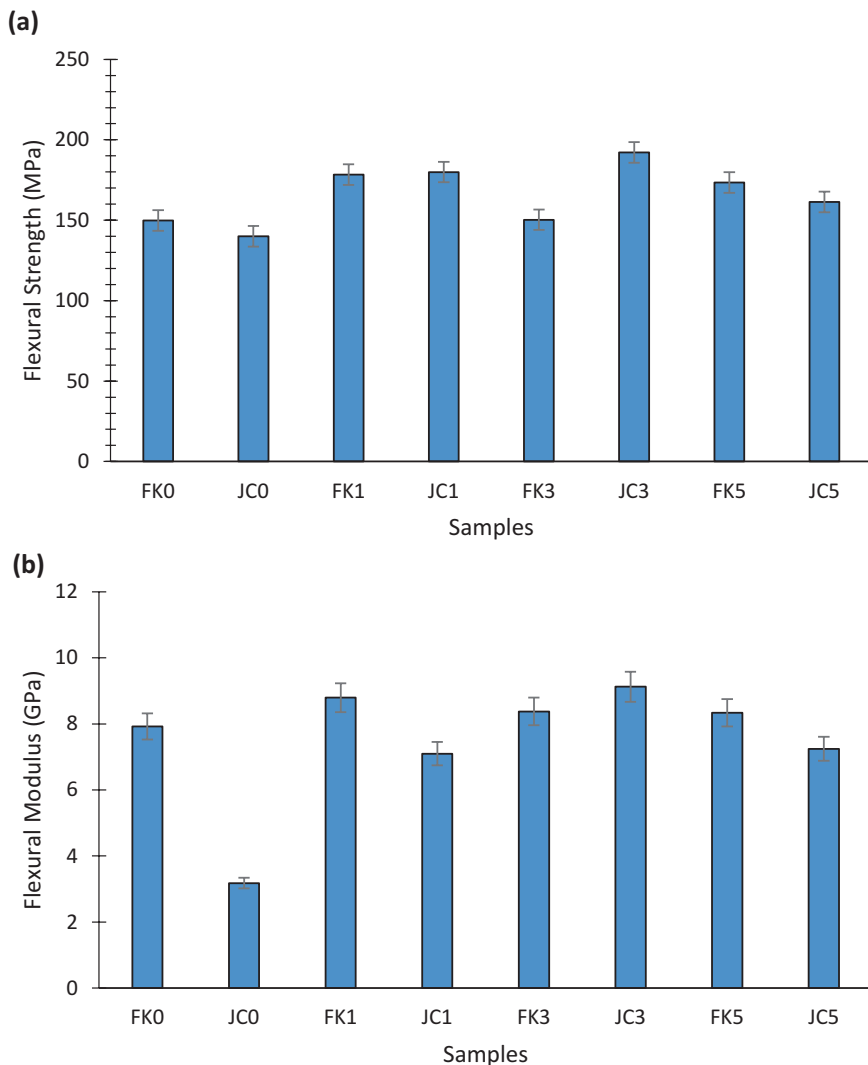 (a)
Flexural Strength (MPa)
250
200
150
100
50
0
FK0 JC0 FK1 JC1 FK3 JC3 FK5 JC5
Samples
(b)
Flexural Modulus (GPa)
12
10
8
6
4
2
0
FK0 JC0 FK1 JC1 FK3 JC3 FK5 JC5
Samples